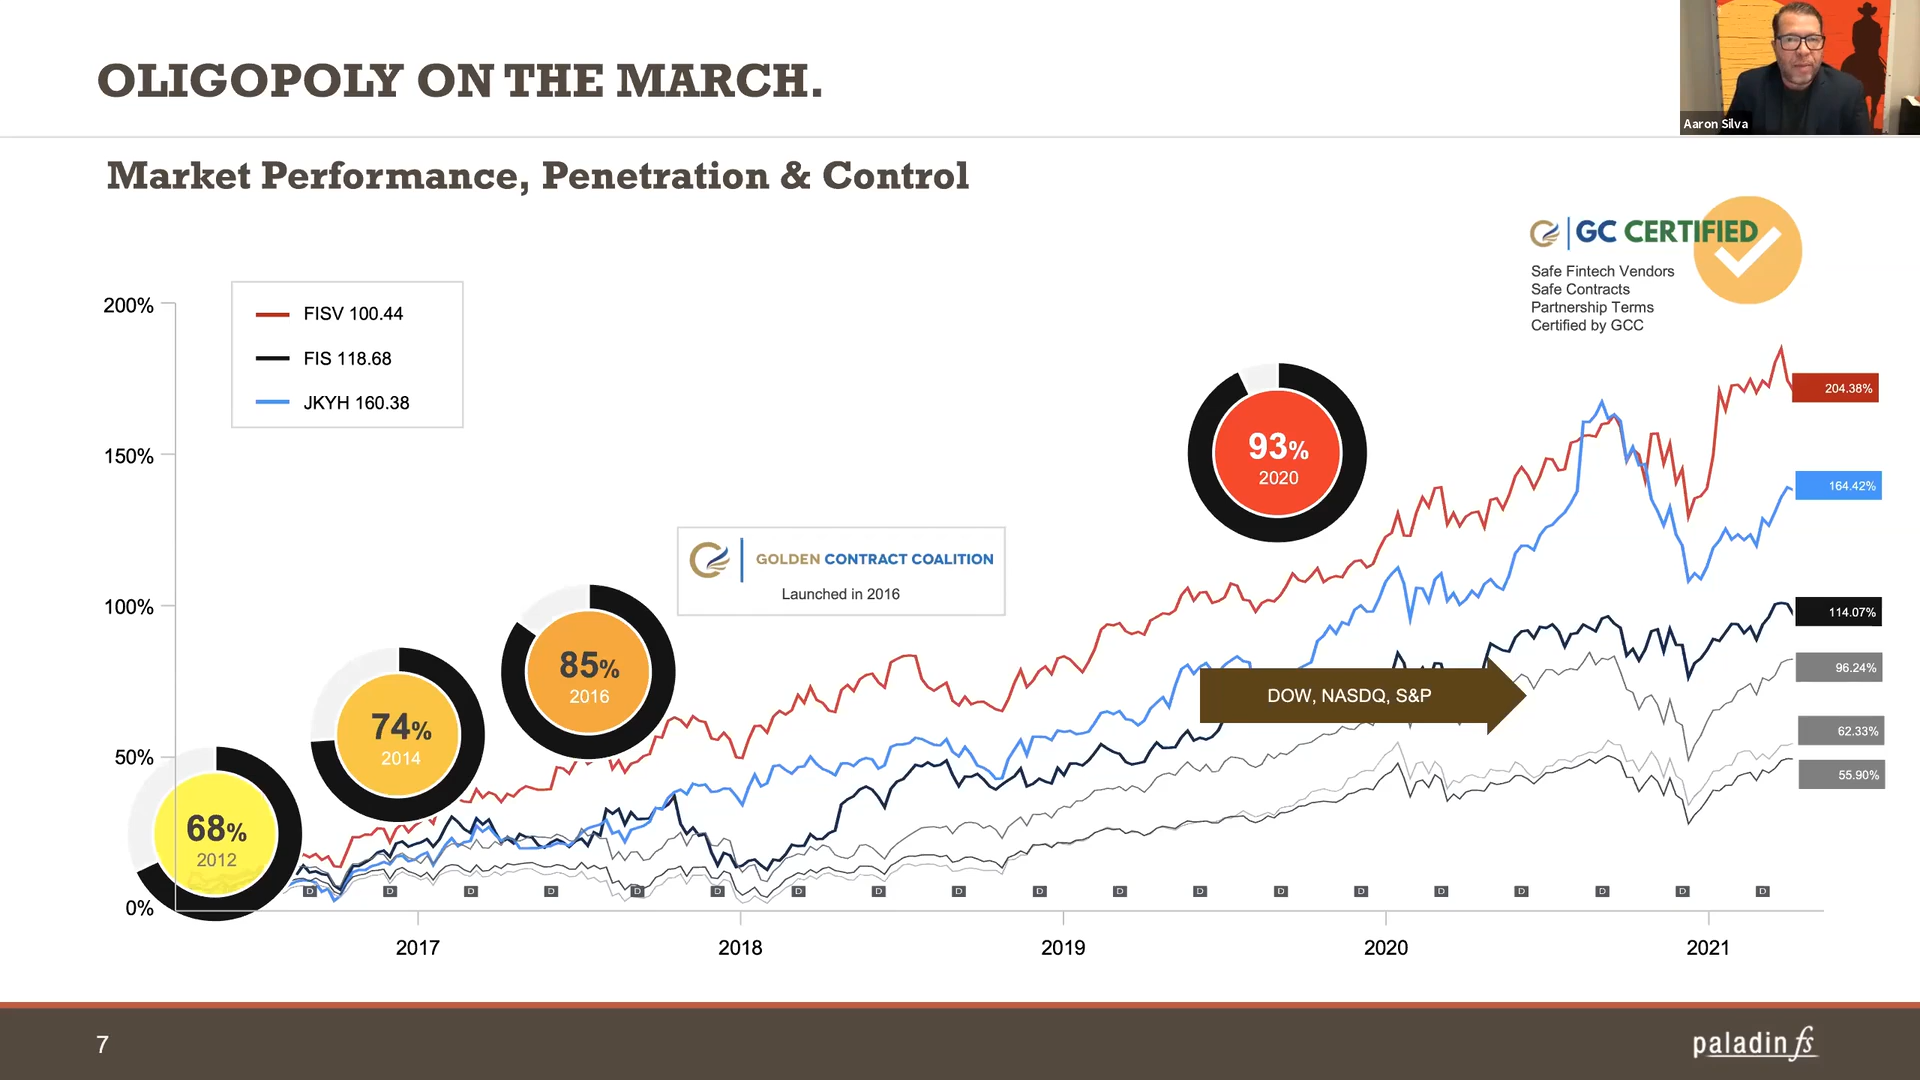 OLIGOPOLY ON THE MARCH.
Aaron Silva
Market Performance, Penetration & Control
GC CERTIFIED
Safe Fintech Vendors
Safe Contracts
Partnership Terms
Certified by GCC
200%
150%
100%
50%
0%
FISV 100.44
FIS 118.68
JKYH 160.38
68%
2012
74%
2014
85%
2016
GOLDEN CONTRACT COALITION
Launched in 2016
93%
2020
DOW, NASDQ, S&P
204.38%
164.42%
114.07%
96.24%
62.33%
55.90%
D D D D D D D D D D D D D D D D D D D
2017 2018 2019 2020 2021
7
paladin fs